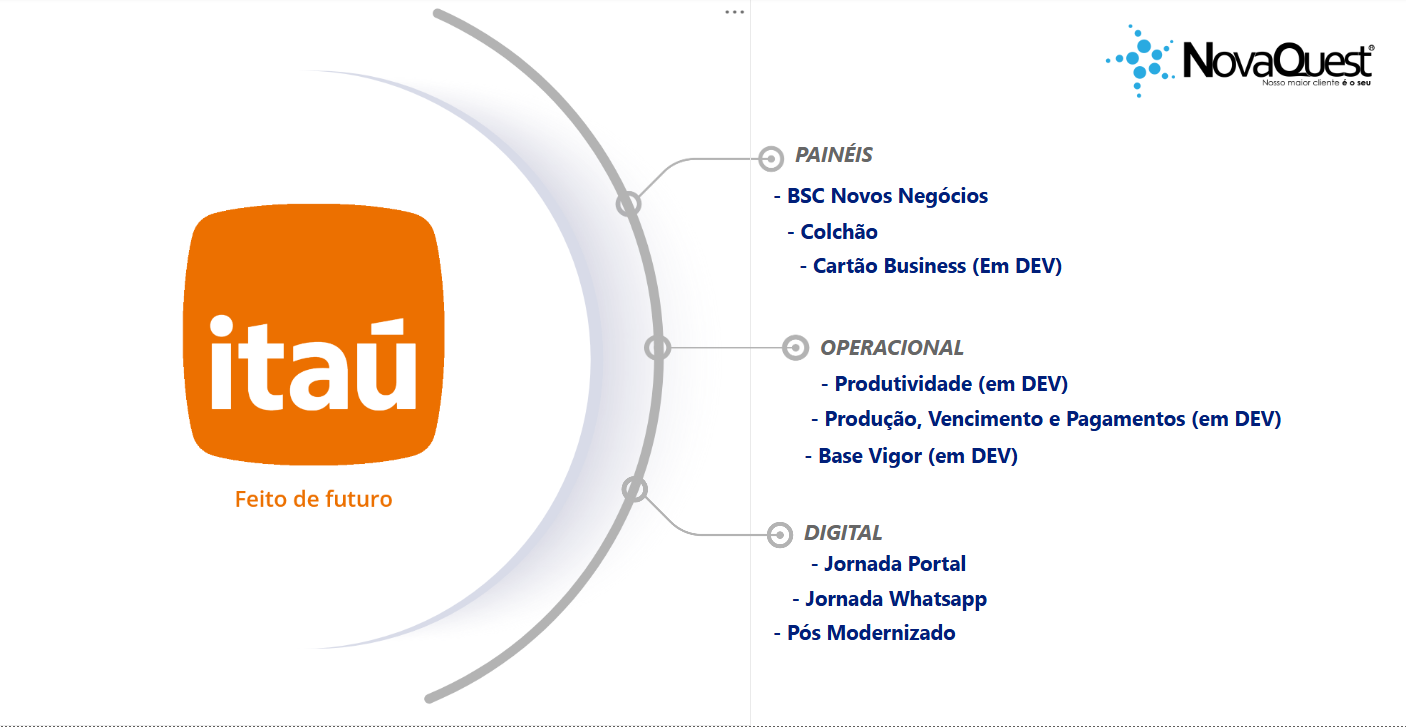 itaú
Feito de futuro
NovaQuest®
Nosso maior cliente é o seu
PAINÉIS
- BSC Novos Negócios
- Colchão
- Cartão Business (Em DEV)
OPERACIONAL
- Produtividade (em DEV)
- Produção, Vencimento e Pagamentos (em DEV)
- Base Vigor (em DEV)
DIGITAL
- Jornada Portal
- Jornada Whatsapp
- Pós Modernizado